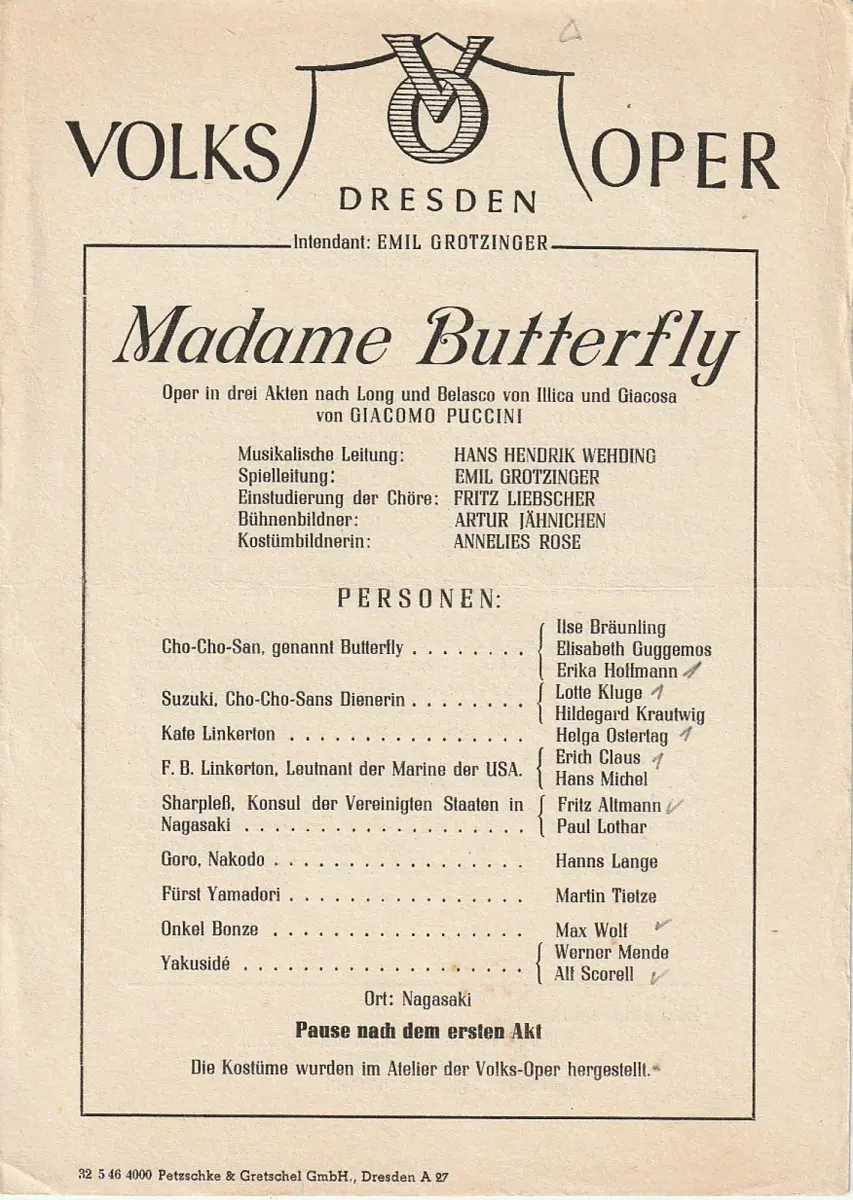 VOLKS OPER
VO
DRESDEN
Intendant: EMIL GROTZINGER
Madame Butterfly
Oper in drei Akten nach Long und Belasco von Illica und Giacosa
von GIACOMO PUCCINI
Musikalische Leitung: HANS HENDRIK WEHDING
Spielleitung: EMIL GROTZINGER
Einstudierung der Chöre: FRITZ LIEBSCHER
Bühnenbildner: ARTUR JÄHNICHEN
Kostümbildnerin: ANNELIES ROSE
PERSONEN:
Cho-Cho-San, genannt Butterfly . . . . . . . . { Ilse Bräunling
Elisabeth Guggemos
Erika Hoffmann
Suzuki, Cho-Cho-Sans Dienerin . . . . . . . . { Lotte Kluge
Hildegard Krautwig
Kate Linkerton . . . . . . . . . . . . . . . . Helga Ostertag
F. B. Linkerton, Leutnant der Marine der USA. { Erich Claus
Hans Michel
Sharpleß, Konsul der Vereinigten Staaten in { Fritz Altmann
Nagasaki . . . . . . . . . . . . . . . . . . . Paul Lothar
Goro, Nakodo . . . . . . . . . . . . . . . . . Hanns Lange
Fürst Yamadori . . . . . . . . . . . . . . . . Martin Tietze
Onkel Bonze . . . . . . . . . . . . . . . . . Max Wolf
Yakusidé . . . . . . . . . . . . . . . . . . . { Werner Mende
Alf Scorell
Ort: Nagasaki
Pause nach dem ersten Akt
Die Kostüme wurden im Atelier der Volks-Oper hergestellt.
32 5 46 4000 Petzschke & Gretschel GmbH., Dresden A 27